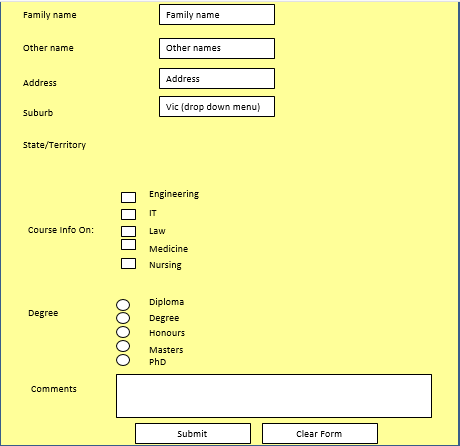 Family name Family name
Other name Other names
Address Address
Suburb Vic (drop down menu)
State/Territory
Engineering
IT
Course Info On: Law
Medicine
Nursing
Diploma
Degree Degree
Honours
Masters
PhD
Comments
Submit Clear Form